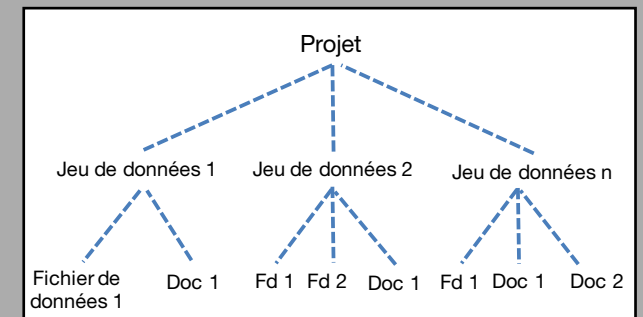 Projet
Jeu de données 1 Jeu de données 2 Jeu de données n
Fichier de
données 1 Doc 1 Fd 1 Fd 2 Doc 1 Fd 1 Doc 1 Doc 2